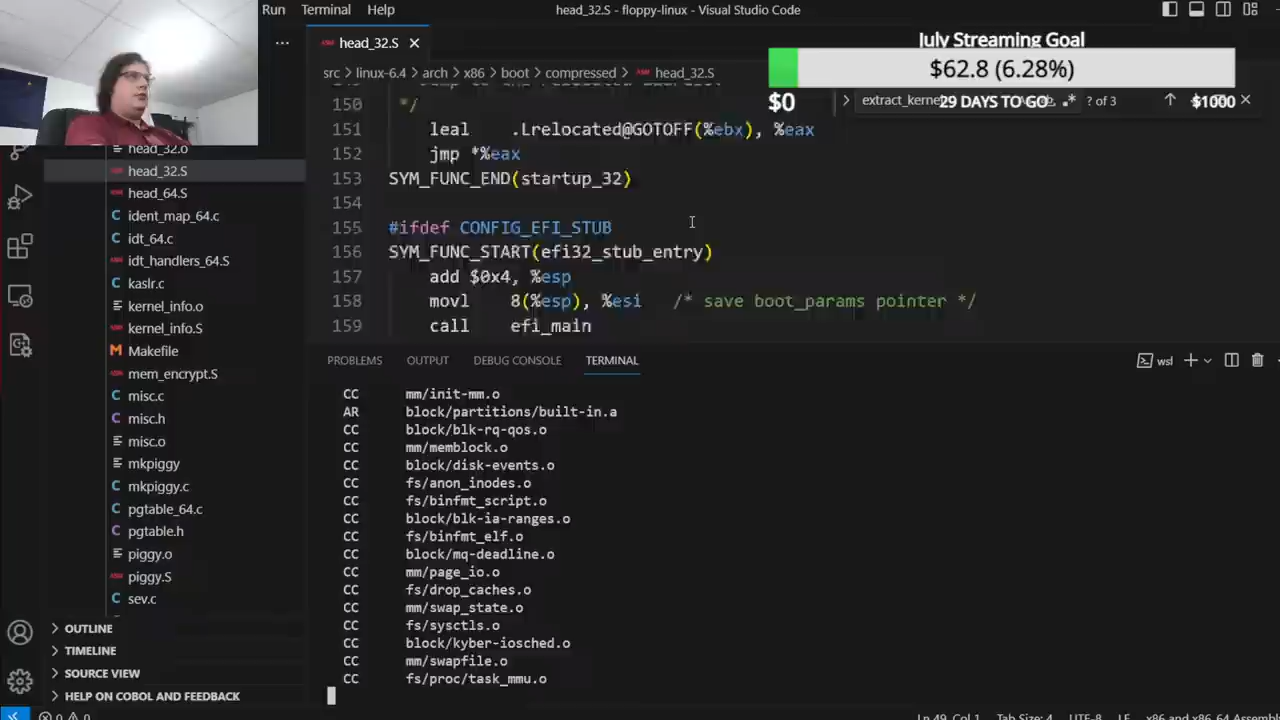 Run Terminal Help head_32.S - floppy-linux - Visual Studio Code
head_32.S
July Streaming Goal
$62.8 (6.28%)
$0 29 DAYS TO GO $1000
src > linux-6.4 > arch > x86 > boot > compressed > head_32.S
extract_kerne ? of 3
150 */
151 leal .Lrelocated@GOTOFF(%ebx), %eax
152 jmp *%eax
153 SYM_FUNC_END(startup_32)
154
155 #ifdef CONFIG_EFI_STUB
156 SYM_FUNC_START(efi32_stub_entry)
157 add $0x4, %esp
158 movl 8(%esp), %esi /* save boot_params pointer */
159 call efi_main
head_32.o
head_32.S
head_64.S
ident_map_64.c
idt_64.c
idt_handlers_64.S
kaslr.c
kernel_info.o
kernel_info.S
Makefile
mem_encrypt.S
misc.c
misc.h
misc.o
mkpiggy
mkpiggy.c
pgtable_64.c
pgtable.h
piggy.o
piggy.S
sev.c
OUTLINE
TIMELINE
SOURCE VIEW
HELP ON COBOL AND FEEDBACK
PROBLEMS OUTPUT DEBUG CONSOLE TERMINAL
wsl
CC mm/init-mm.o
AR block/partitions/built-in.a
CC block/blk-rq-qos.o
CC mm/memblock.o
CC block/disk-events.o
CC fs/anon_inodes.o
CC fs/binfmt_script.o
CC block/blk-ia-ranges.o
CC fs/binfmt_elf.o
CC block/mq-deadline.o
CC mm/page_io.o
CC fs/drop_caches.o
CC mm/swap_state.o
CC fs/sysctls.o
CC block/kyber-iosched.o
CC mm/swapfile.o
CC fs/proc/task_mmu.o
0 0 Ln 49, Col 1 Tab Size: 4 UTF-8 LF x86 and x86_64 Assemb